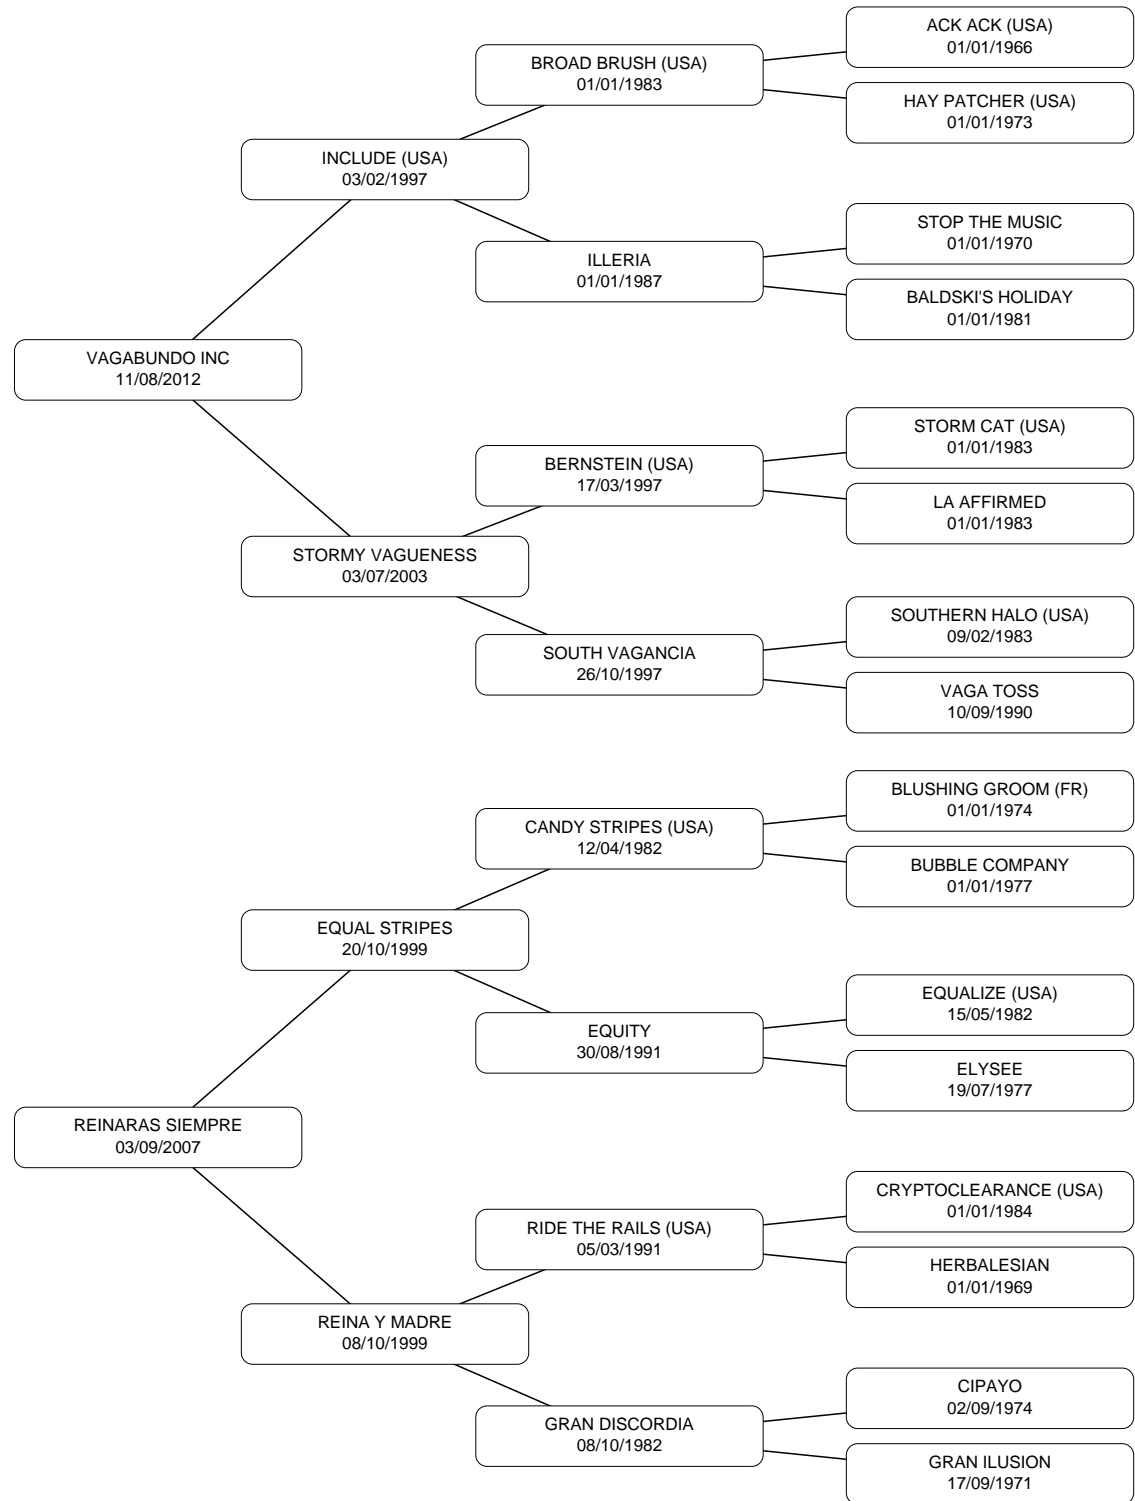 ACK ACK (USA)
01/01/1966
BROAD BRUSH (USA)
01/01/1983
HAY PATCHER (USA)
01/01/1973
INCLUDE (USA)
03/02/1997
STOP THE MUSIC
01/01/1970
ILLERIA
01/01/1987
BALDSKI'S HOLIDAY
01/01/1981
VAGABUNDO INC
11/08/2012
STORM CAT (USA)
01/01/1983
BERNSTEIN (USA)
17/03/1997
LA AFFIRMED
01/01/1983
STORMY VAGUENESS
03/07/2003
SOUTHERN HALO (USA)
09/02/1983
SOUTH VAGANCIA
26/10/1997
VAGA TOSS
10/09/1990
BLUSHING GROOM (FR)
01/01/1974
CANDY STRIPES (USA)
12/04/1982
BUBBLE COMPANY
01/01/1977
EQUAL STRIPES
20/10/1999
EQUALIZE (USA)
15/05/1982
EQUITY
30/08/1991
ELYSEE
19/07/1977
REINARAS SIEMPRE
03/09/2007
CRYPTOCLEARANCE (USA)
01/01/1984
RIDE THE RAILS (USA)
05/03/1991
HERBALESIAN
01/01/1969
REINA Y MADRE
08/10/1999
CIPAYO
02/09/1974
GRAN DISCORDIA
08/10/1982
GRAN ILUSION
17/09/1971